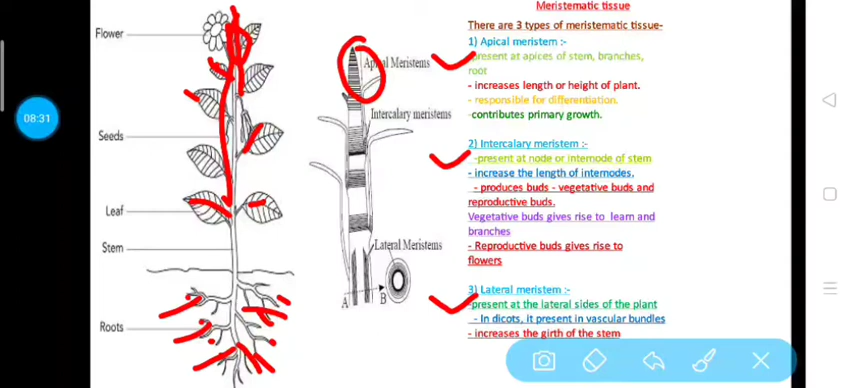 Meristematic tissue
There are 3 types of meristematic tissue-
1) Apical meristem :-
-present at apices of stem, branches,
root
- increases length or height of plant.
- responsible for differentiation.
-contributes primary growth.
2) Intercalary meristem :-
-present at node or internode of stem
- increase the length of internodes.
- produces buds - vegetative buds and
reproductive buds.
Vegetative buds gives rise to learn and
branches
- Reproductive buds gives rise to
flowers
3) Lateral meristem :-
-present at the lateral sides of the plant
- In dicots, it present in vascular bundles
- increases the girth of the stem
Flower
Seeds
Leaf
Stem
Roots
Apical Meristems
Intercalary meristems
Lateral Meristems
A
B
08:31